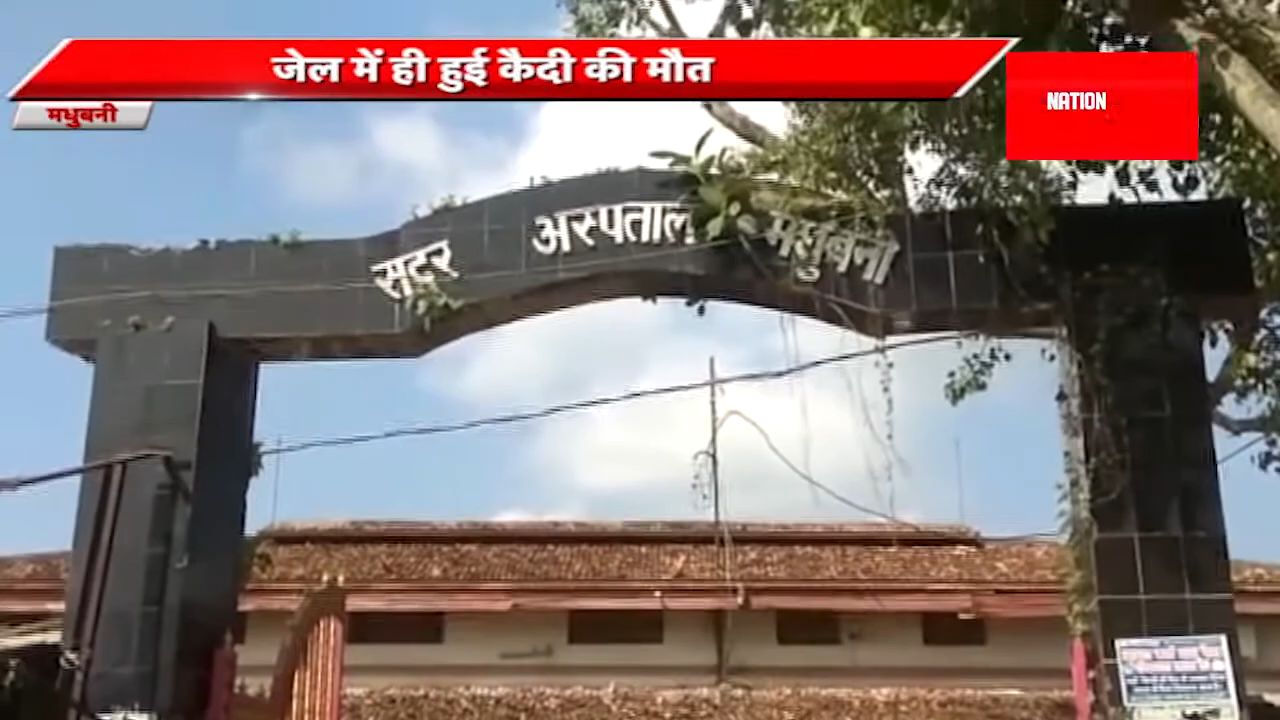 जेल में ही हुई कैदी की मौत
मधुबनी
NATION
सदर अस्पताल मधुबनी